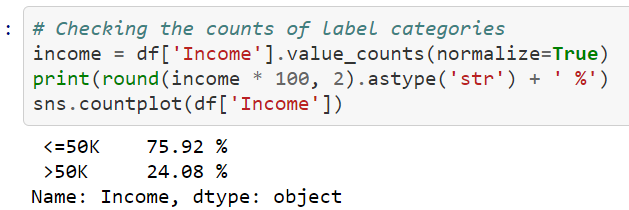 :
# Checking the counts of label categories
income = df['Income'].value_counts(normalize=True)
print(round(income * 100, 2).astype('str') + ' %')
sns.countplot(df['Income'])
<=50K    75.92 %
>50K    24.08 %
Name: Income, dtype: object